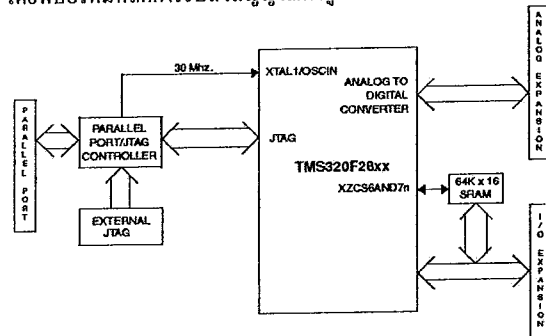 30 Mhz.
XTAL1/OSCIN
ANALOG TO
DIGITAL
CONVERTER
ANALOG EXPANSION
PARALLEL PORT
PARALLEL
PORT/JTAG
CONTROLLER
JTAG
TMS320F28xx
XZCS6AND7n
64K x 16
SRAM
EXTERNAL
JTAG
I/O EXPANSION